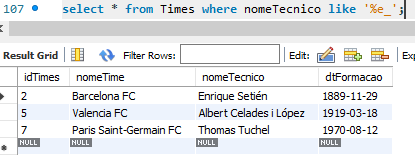 107 select * from Times where nomeTecnico like '%e_';
Result Grid Filter Rows: Edit:
idTimes nomeTime nomeTecnico dtFormacao
2 Barcelona FC Enrique Setién 1889-11-29
5 Valencia FC Albert Celades i López 1919-03-18
7 Paris Saint-Germain FC Thomas Tuchel 1970-08-12
NULL NULL NULL NULL